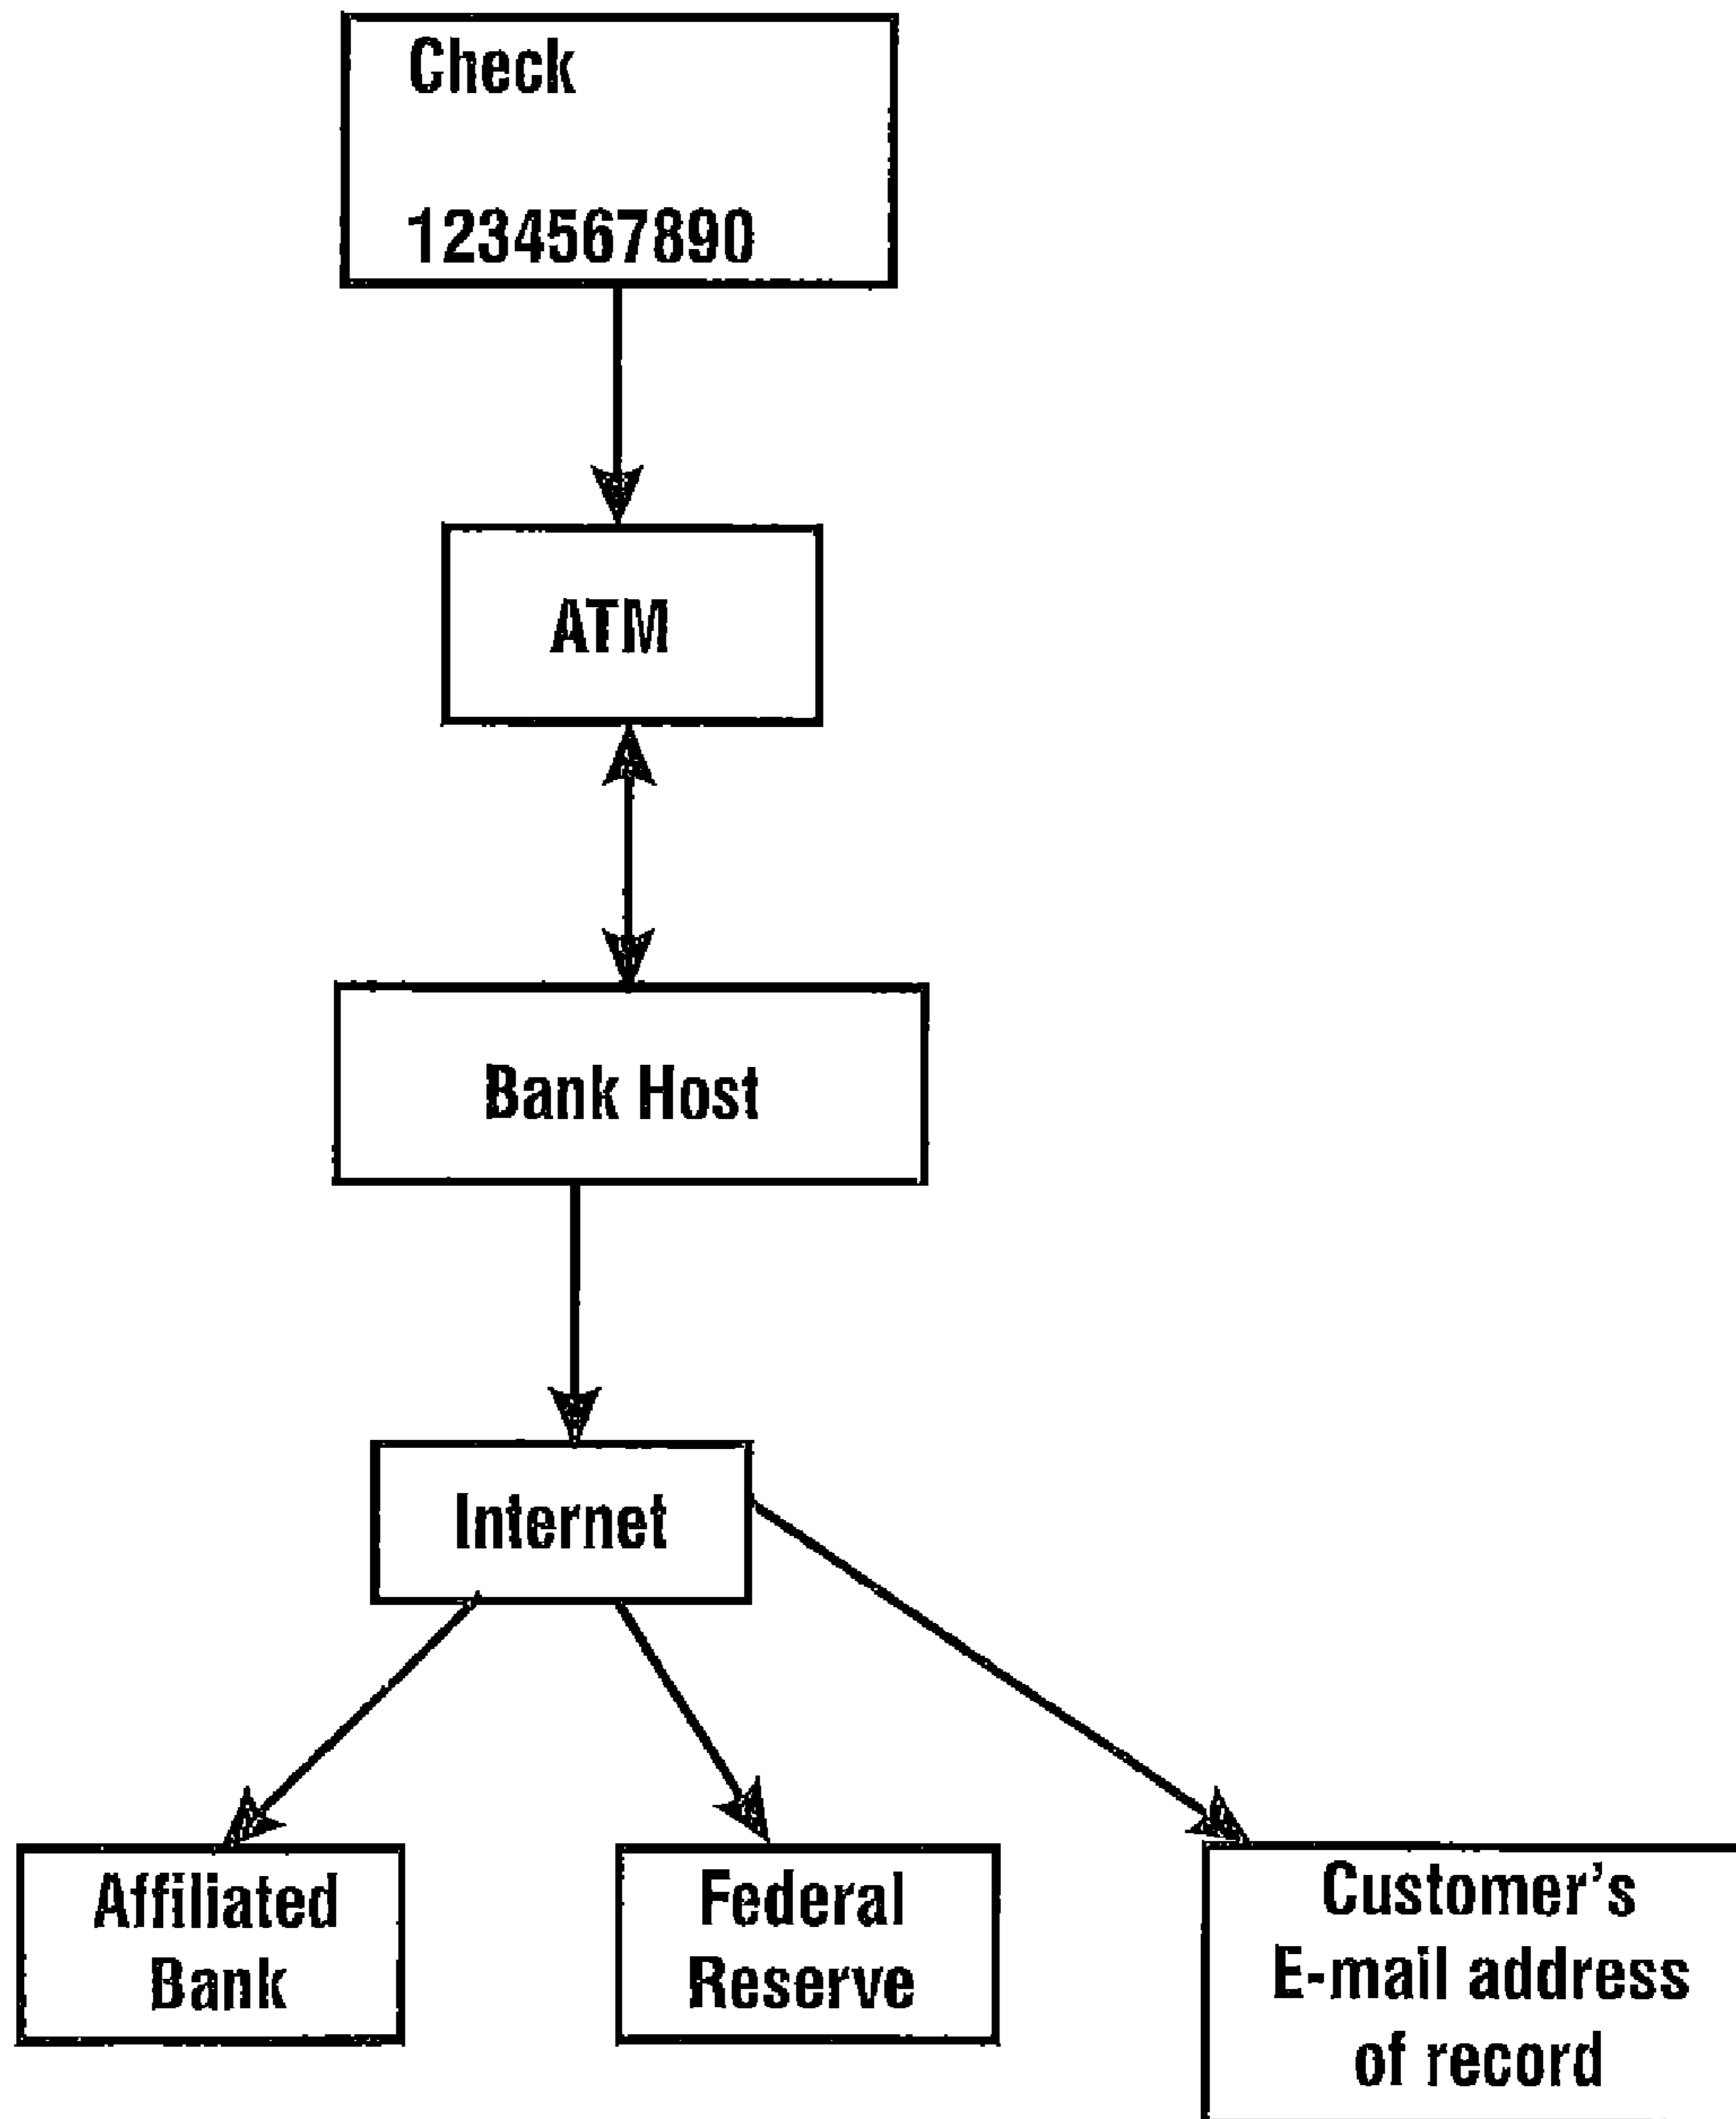 Check
1234567890
ATM
Bank Host
Internet
Affiliated
Bank
Federal
Reserve
Customer's
E-mail address
of record